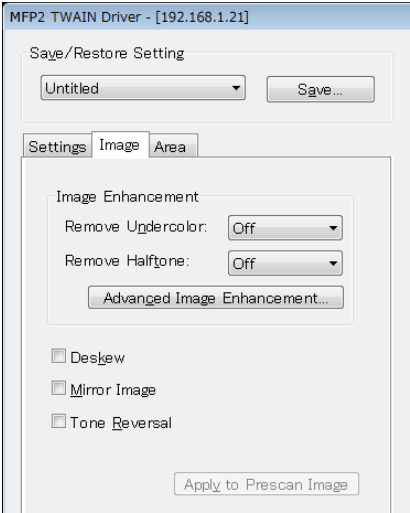 MFP2 TWAIN Driver - [192.168.1.21]
Save/Restore Setting
Untitled Save...
Settings Image Area
Image Enhancement
Remove Undercolor: Off
Remove Halftone: Off
Advanced Image Enhancement...
Deskew
Mirror Image
Tone Reversal
Apply to Prescan Image